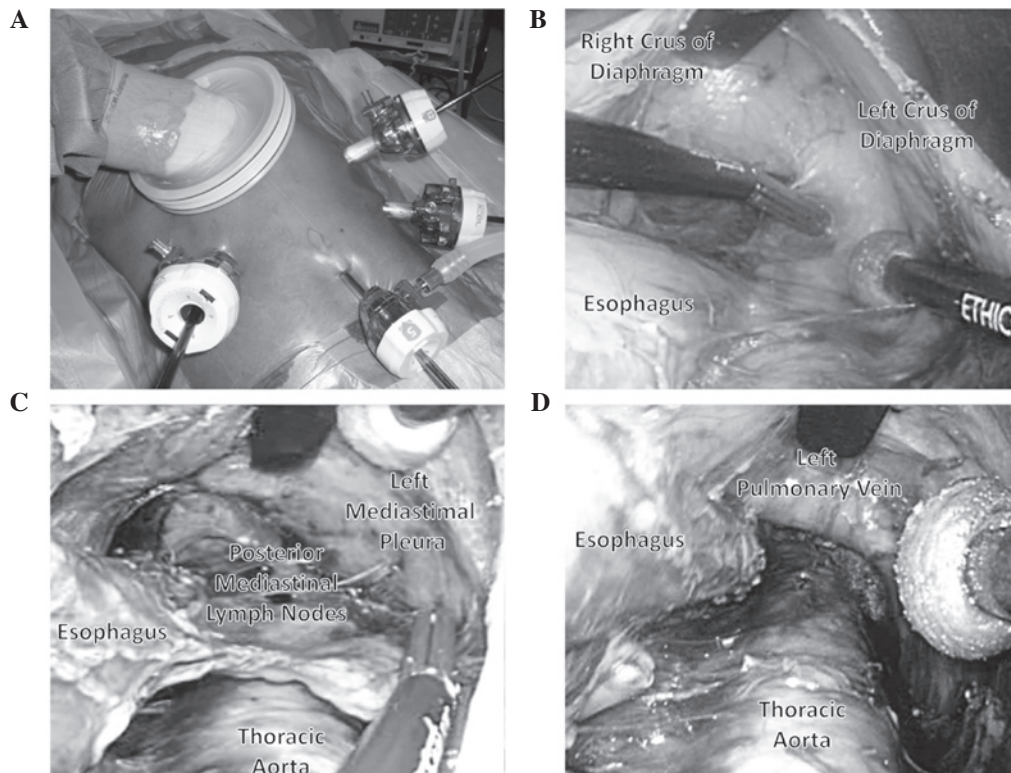 A
B
Right Crus of
Diaphragm
Left Crus of
Diaphragm
Esophagus
ETHIC
C
D
Left
Mediastimal
Pleura
Posterior
Mediastinal
Lymph Nodes
Esophagus
Thoracic
Aorta
Left
Pulmonary Vein
Esophagus
Thoracic
Aorta